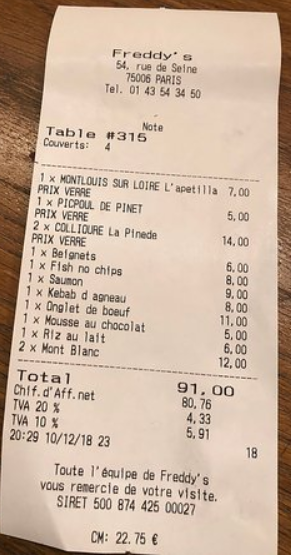 Freddy's
54, rue de Seine
75006 PARIS
Tel. 01 43 54 34 50
Note
Table #315
Couverts: 4
1 x MONTLOUIS SUR LOIRE L'apetilla 7,00
PRIX VERRE
1 x PICPOUL DE PINET 5,00
PRIX VERRE
2 x COLLIOURE La Pinede 14,00
PRIX VERRE
1 x Beignets 6,00
1 x Fish no chips 8,00
1 x Saumon 9,00
1 x Kebab d agneau 8,00
1 x Onglet de boeuf 11,00
1 x Mousse au chocolat 5,00
1 x Riz au lait 6,00
2 x Mont Blanc 12,00
Total 91,00
Chif.d'Aff.net 80,76
TVA 20 % 4,33
TVA 10 % 5,91
20:29 10/12/18 23 18
Toute l'équipe de Freddy's
vous remercie de votre visite.
SIRET 500 874 425 00027
CM: 22.75 €